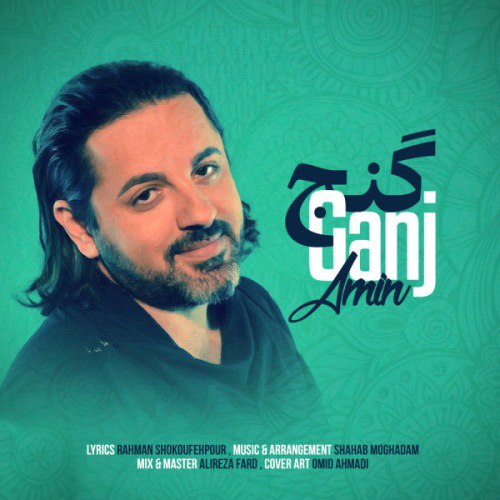 گنج
Ganj
Amin
LYRICS RAHMAN SHOKOUFEHPOUR , MUSIC & ARRANGEMENT SHAHAB MOGHADAM
MIX & MASTER ALIREZA FARD , COVER ART OMID AHMADI